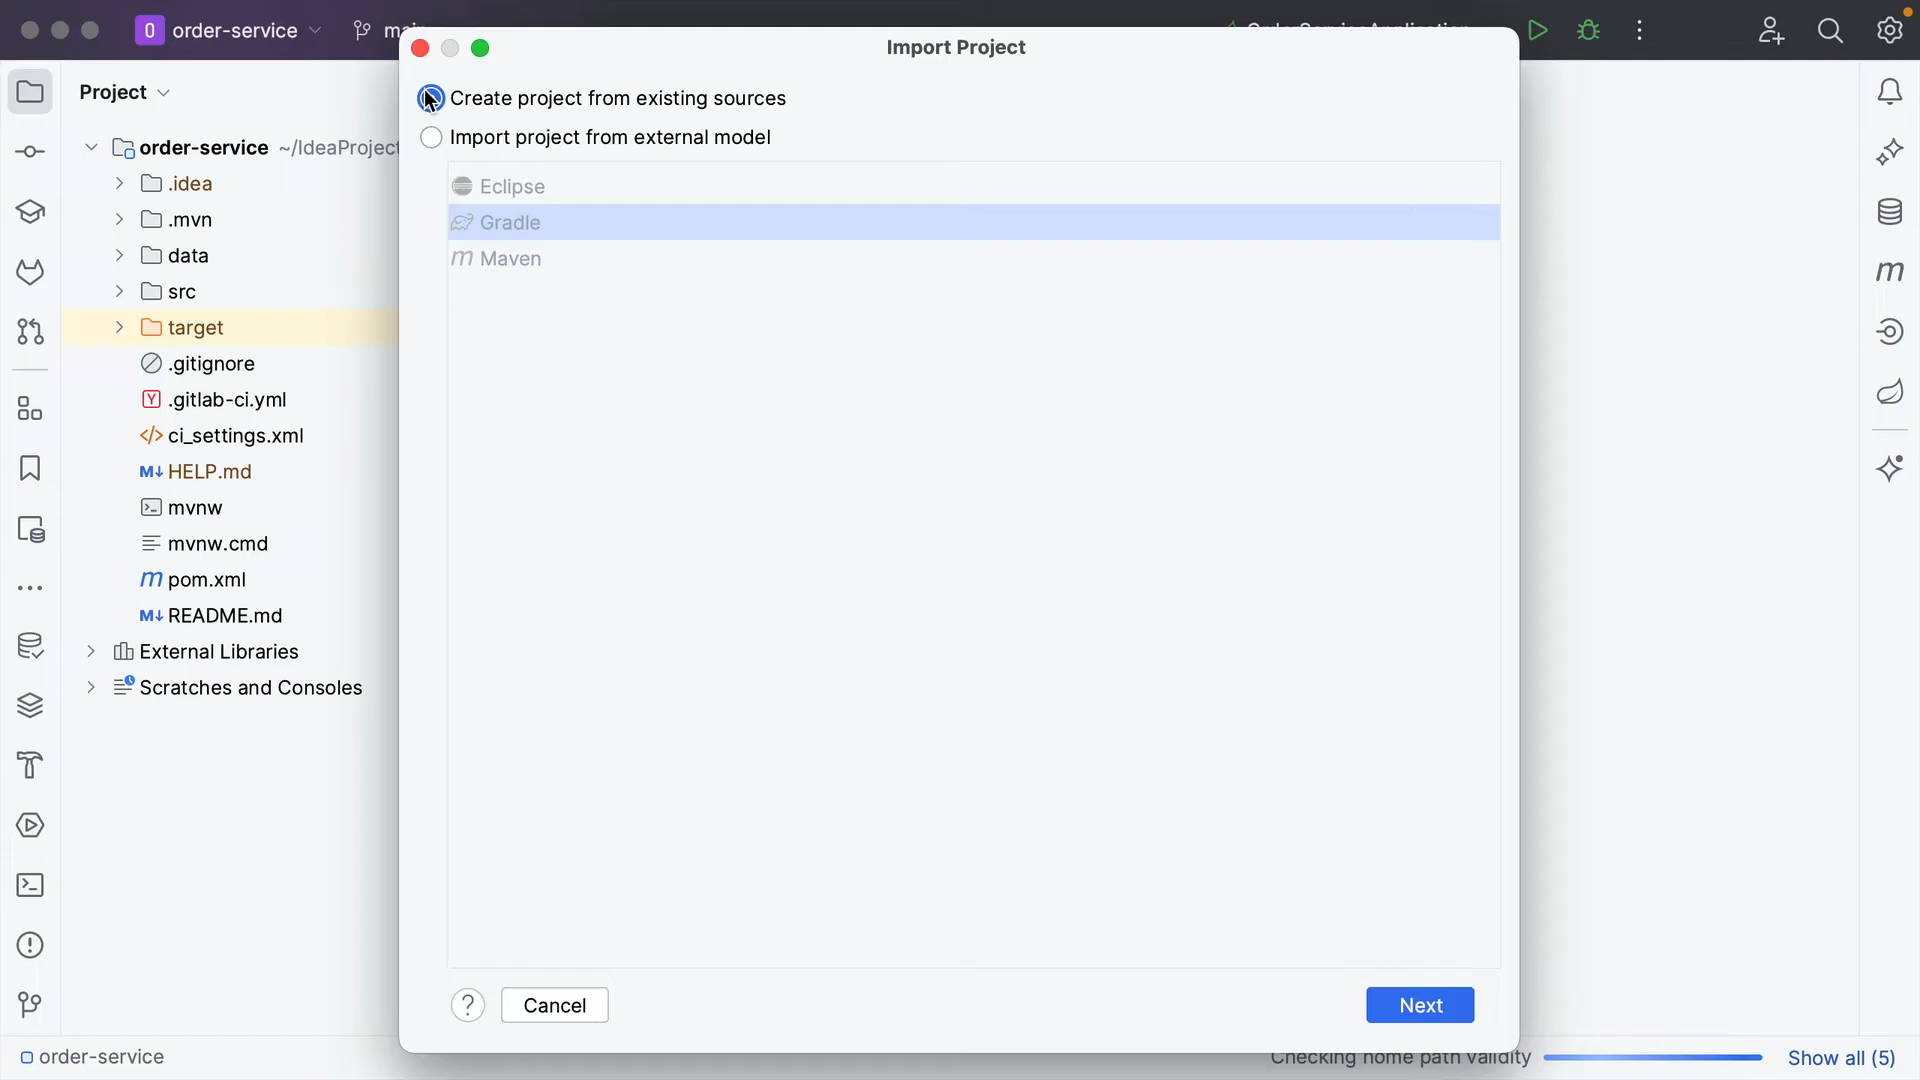 O order-service
Import Project
Project
Create project from existing sources
Import project from external model
order-service ~/IdeaProject
.idea
.mvn
data
src
target
.gitignore
Y .gitlab-ci.yml
</> ci_settings.xml
M↓ HELP.md
mvnw
mvnw.cmd
m pom.xml
M↓ README.md
External Libraries
Scratches and Consoles
Eclipse
Gradle
m Maven
m
? Cancel
Next
order-service
Checking home path validity
Show all (5)